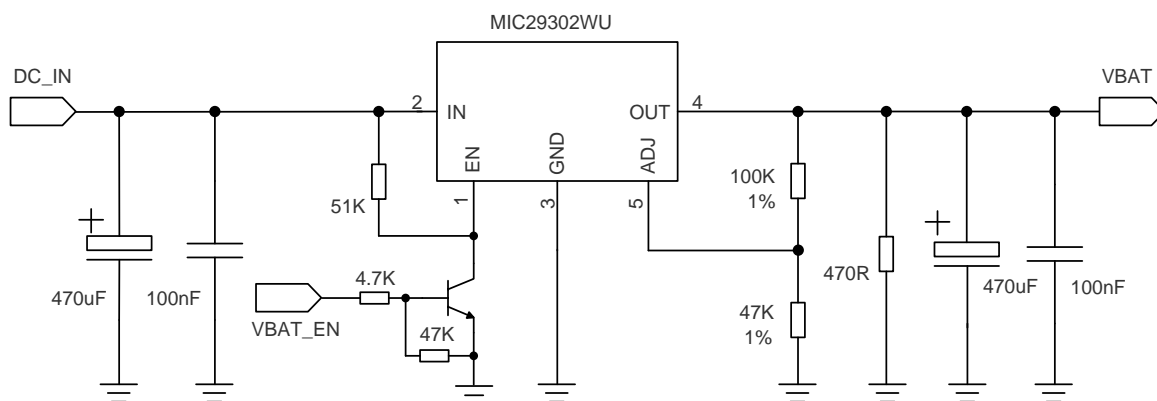 MIC29302WU
DC_IN
VBAT
2
IN
OUT
4
EN
GND
ADJ
1
3
5
51K
100K
1%
470uF
100nF
4.7K
VBAT_EN
47K
47K
1%
470R
470uF
100nF